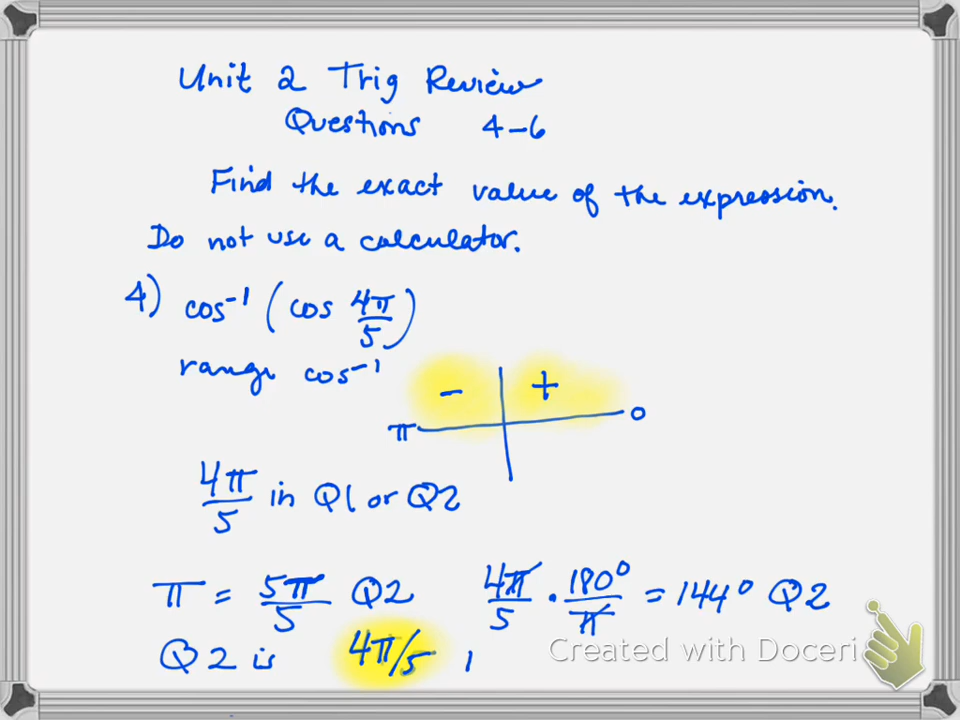 Unit 2 Trig Review
Questions 4-6
Find the exact value of the expression.
Do not use a calculator.
4) cos⁻¹ (cos 4π/5)
range cos⁻¹
- +
π 0
4π/5 in Q1 or Q2
π = 5π/5 Q2 4π/5 · 180°/π = 144° Q2
Q2 is 4π/5
Created with Doceri